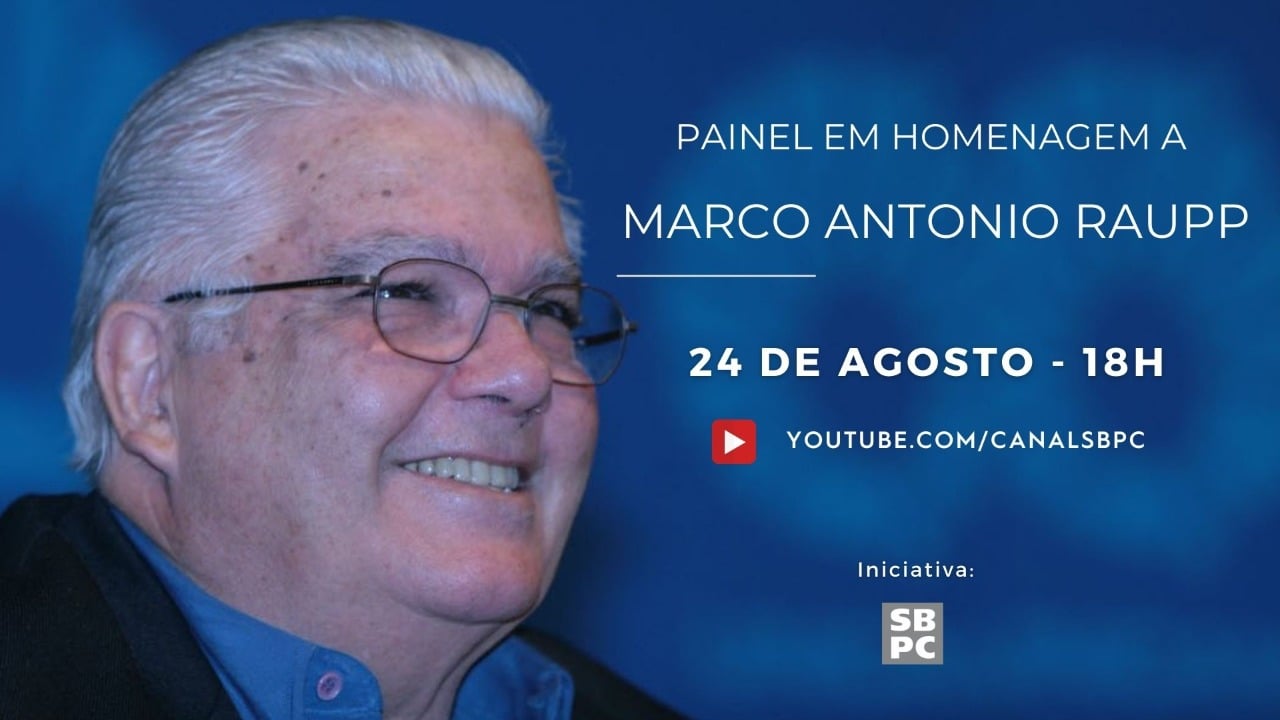 PAINEL EM HOMENAGEM A
MARCO ANTONIO RAUPP
24 DE AGOSTO - 18H
YOUTUBE.COM/CANALSBPC
Iniciativa:
SB
PC